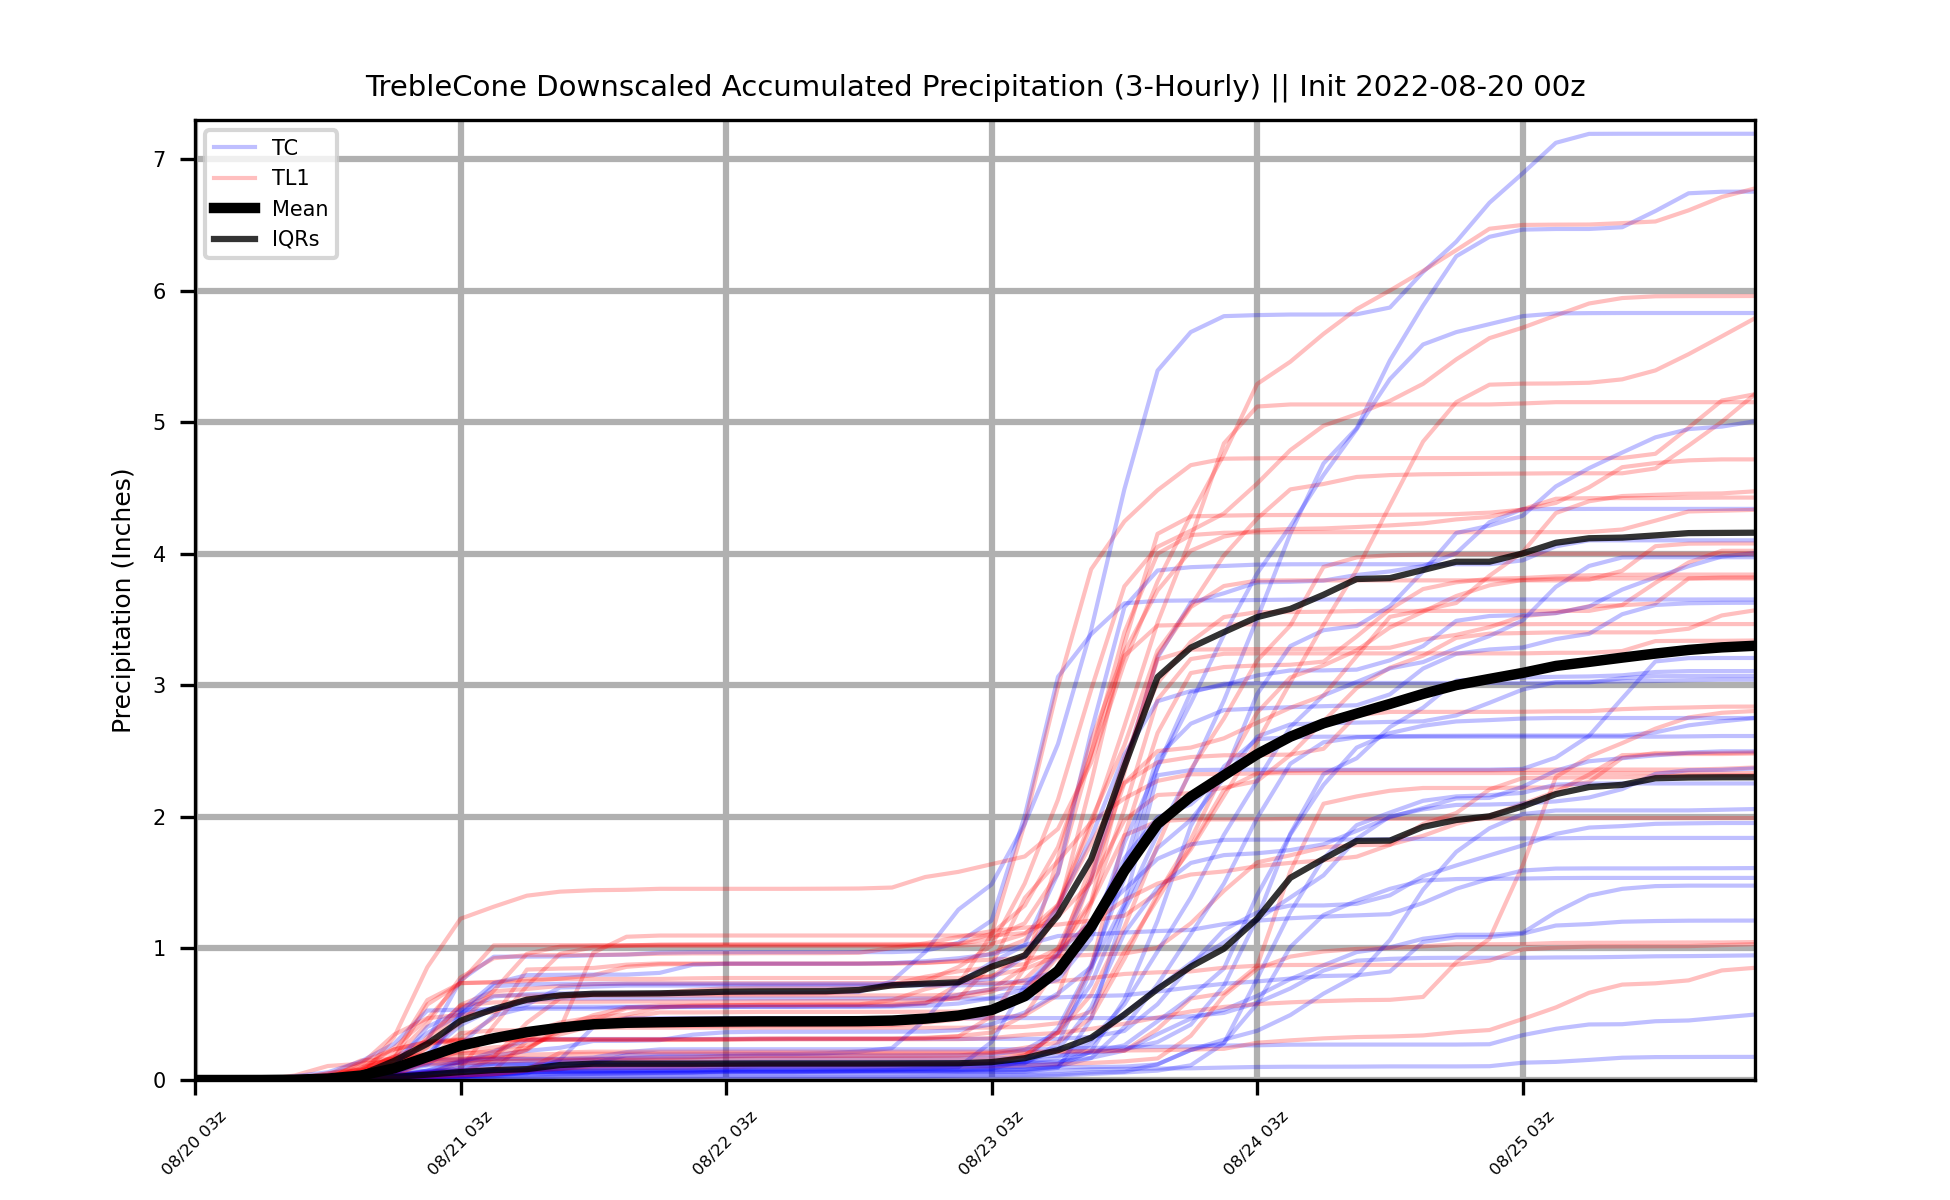 TrebleCone Downscaled Accumulated Precipitation (3-Hourly) || Init 2022-08-20 00z
TC
TL1
Mean
IQRs
Precipitation (Inches)
7
6
5
4
3
2
1
0
08/20 03z
08/21 03z
08/22 03z
08/23 03z
08/24 03z
08/25 03z